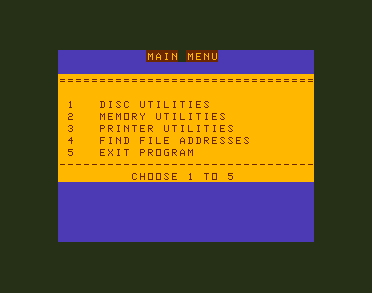 MAIN MENU
================================
1 DISC UTILITIES
2 MEMORY UTILITIES
3 PRINTER UTILITIES
4 FIND FILE ADDRESSES
5 EXIT PROGRAM
--------------------------------
CHOOSE 1 TO 5